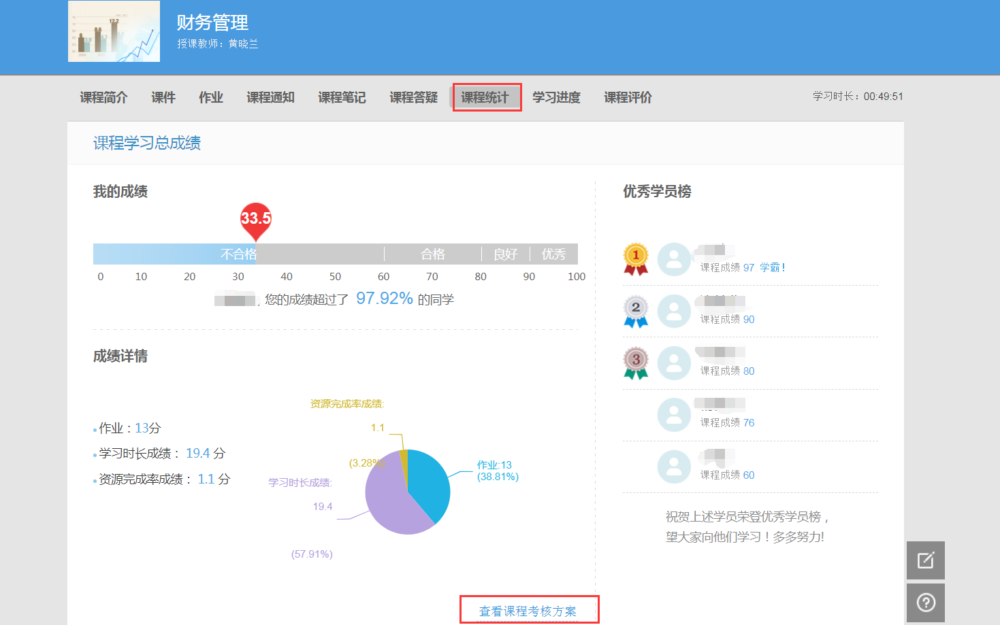 财务管理
授课教师：黄晓兰
课程简介 课件 作业 课程通知 课程笔记 课程答疑 课程统计 学习进度 课程评价 学习时长：00:49:51
课程学习总成绩
我的成绩
33.5
不合格 合格 良好 优秀
0 10 20 30 40 50 60 70 80 90 100
您的成绩超过了 97.92% 的同学
成绩详情
作业：13分
学习时长成绩： 19.4 分
资源完成率成绩： 1.1 分
资源完成率成绩:
1.1
(3.28%)
作业:13
(38.81%)
学习时长成绩:
19.4
(57.91%)
查看课程考核方案
优秀学员榜
1
课程成绩 97 学霸！
2
课程成绩 90
3
课程成绩 80
课程成绩 76
课程成绩 60
祝贺上述学员荣登优秀学员榜，
望大家向他们学习！多多努力!